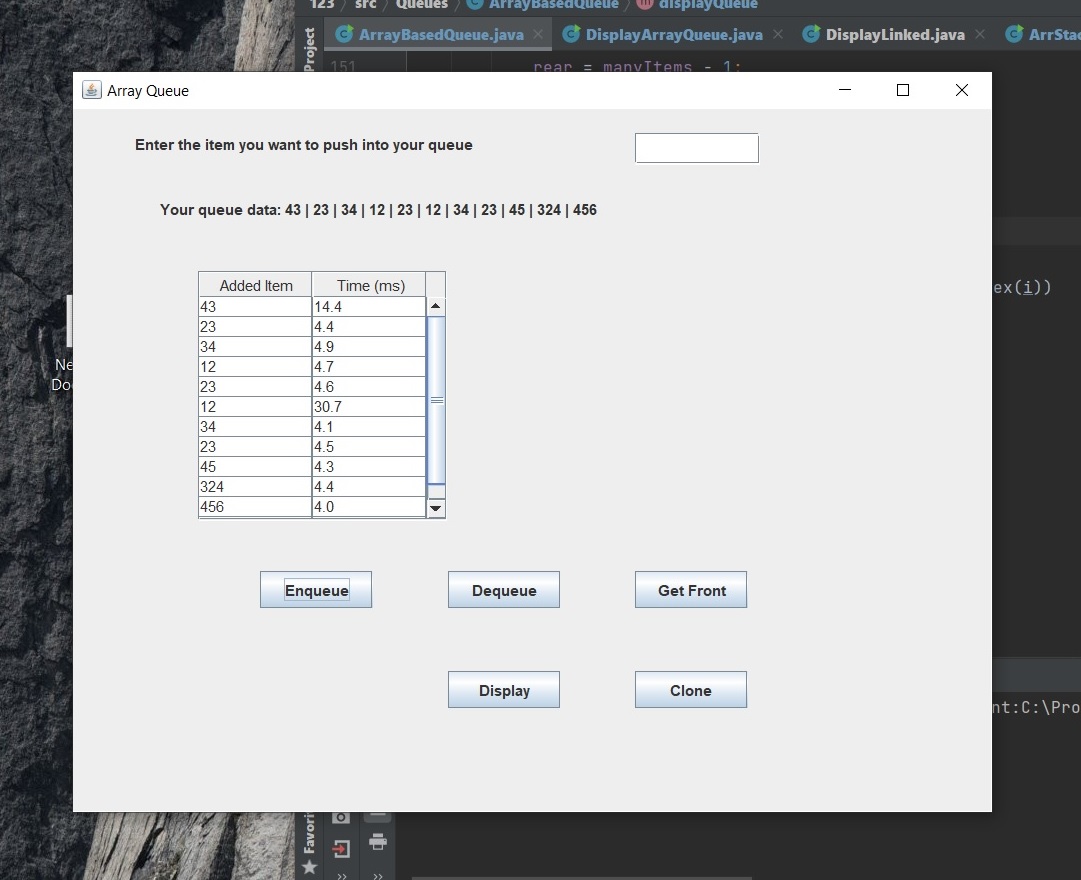 123 src Queues ArrayBasedQueue displayQueue
ArrayBasedQueue.java DisplayArrayQueue.java DisplayLinked.java ArrStac
Project
151 rear = manyItems - 1;
Array Queue
Enter the item you want to push into your queue
Your queue data: 43 | 23 | 34 | 12 | 23 | 12 | 34 | 23 | 45 | 324 | 456
ex(i))
Added Item Time (ms)
43 14.4
23 4.4
34 4.9
12 4.7
Ne
23 4.6
Do
12 30.7
34 4.1
23 4.5
45 4.3
324 4.4
456 4.0
Enqueue Dequeue Get Front
Display Clone
nt:C:\Pro
Favori